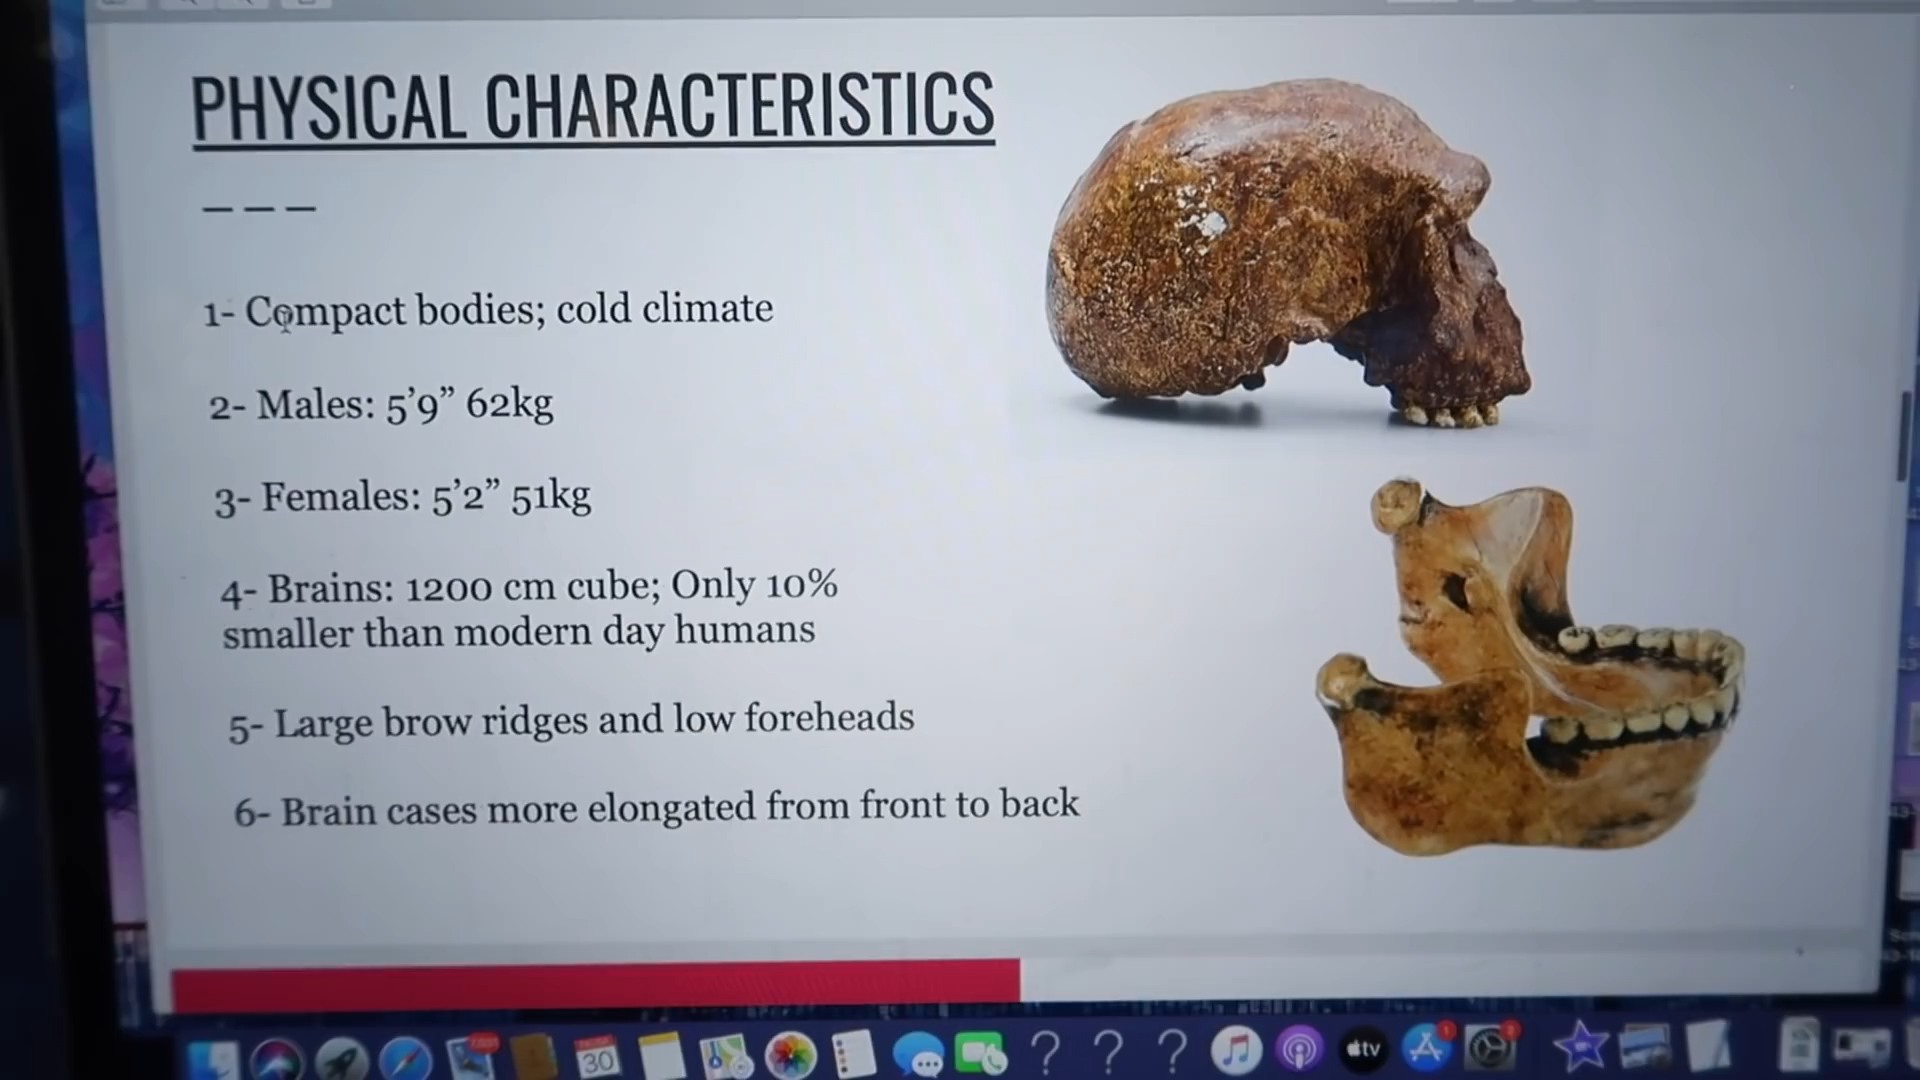 PHYSICAL CHARACTERISTICS
1- Compact bodies; cold climate
2- Males: 5’9” 62kg
3- Females: 5’2” 51kg
4- Brains: 1200 cm cube; Only 10%
smaller than modern day humans
5- Large brow ridges and low foreheads
6- Brain cases more elongated from front to back
30
tv